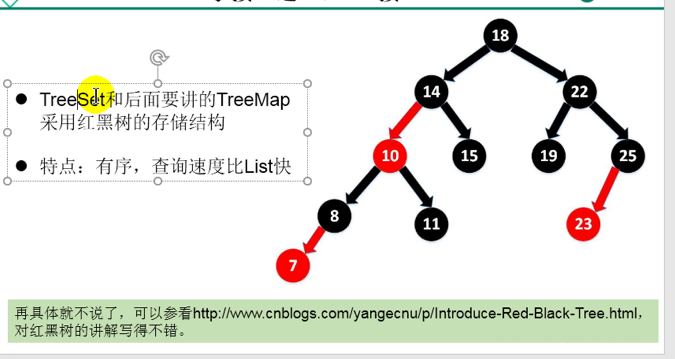 TreeSet和后面要讲的TreeMap
采用红黑树的存储结构
特点：有序，查询速度比List快
18
14
22
10
15
19
25
8
11
23
7
再具体就不说了，可以参看http://www.cnblogs.com/yangecnu/p/Introduce-Red-Black-Tree.html，
对红黑树的讲解写得不错。